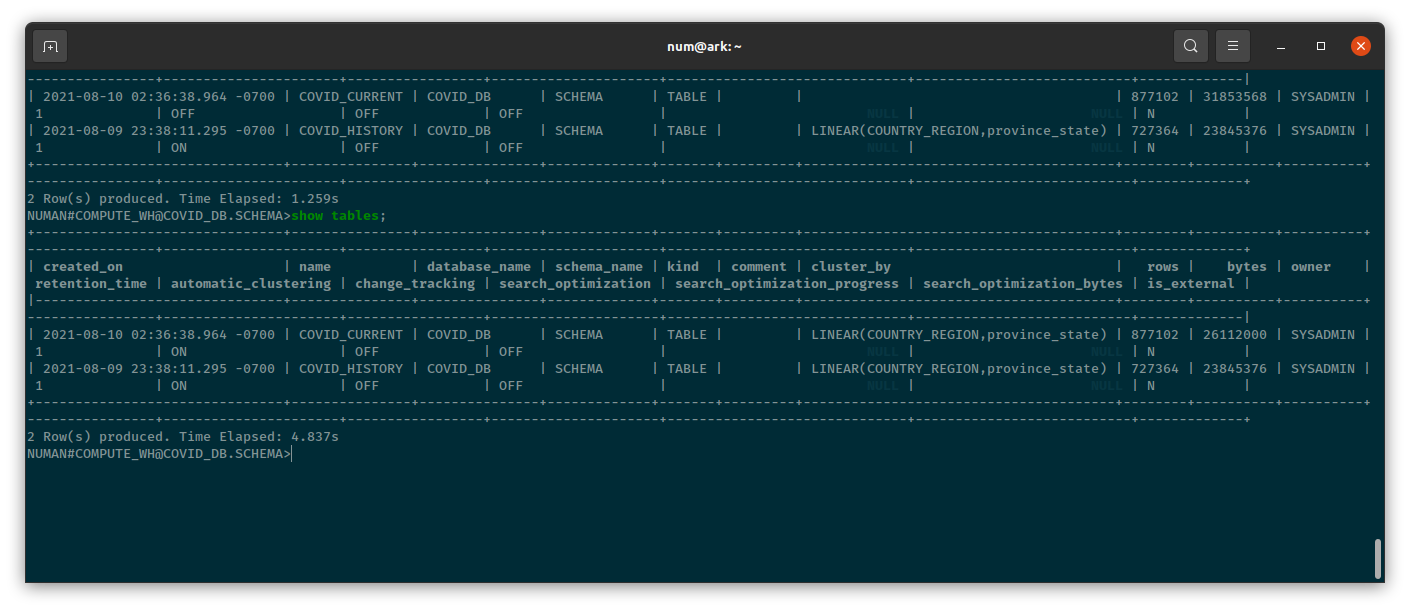 num@ark: ~
----------------+----------------------+-----------------+---------------------+------------------------------+---------------------------+-------------|
| 2021-08-10 02:36:38.964 -0700 | COVID_CURRENT | COVID_DB      | SCHEMA      | TABLE |         |                                      | 877102 | 31853568 | SYSADMIN |
 1              | OFF                  | OFF             | OFF                 |                         NULL |                      NULL | N           |
| 2021-08-09 23:38:11.295 -0700 | COVID_HISTORY | COVID_DB      | SCHEMA      | TABLE |         | LINEAR(COUNTRY_REGION,province_state) | 727364 | 23845376 | SYSADMIN |
 1              | ON                   | OFF             | OFF                 |                         NULL |                      NULL | N           |
+-------------------------------+---------------+---------------+-------------+-------+---------+---------------------------------------+--------+----------+----------+
----------------+----------------------+-----------------+---------------------+------------------------------+---------------------------+-------------+
2 Row(s) produced. Time Elapsed: 1.259s
NUMAN#COMPUTE_WH@COVID_DB.SCHEMA>show tables;
+-------------------------------+---------------+---------------+-------------+-------+---------+---------------------------------------+--------+----------+----------+
----------------+----------------------+-----------------+---------------------+------------------------------+---------------------------+-------------+
| created_on                    | name          | database_name | schema_name | kind  | comment | cluster_by                            |   rows |    bytes | owner    |
 retention_time | automatic_clustering | change_tracking | search_optimization | search_optimization_progress | search_optimization_bytes | is_external |
|-------------------------------+---------------+---------------+-------------+-------+---------+---------------------------------------+--------+----------+----------+
----------------+----------------------+-----------------+---------------------+------------------------------+---------------------------+-------------|
| 2021-08-10 02:36:38.964 -0700 | COVID_CURRENT | COVID_DB      | SCHEMA      | TABLE |         | LINEAR(COUNTRY_REGION,province_state) | 877102 | 26112000 | SYSADMIN |
 1              | ON                   | OFF             | OFF                 |                         NULL |                      NULL | N           |
| 2021-08-09 23:38:11.295 -0700 | COVID_HISTORY | COVID_DB      | SCHEMA      | TABLE |         | LINEAR(COUNTRY_REGION,province_state) | 727364 | 23845376 | SYSADMIN |
 1              | ON                   | OFF             | OFF                 |                         NULL |                      NULL | N           |
+-------------------------------+---------------+---------------+-------------+-------+---------+---------------------------------------+--------+----------+----------+
----------------+----------------------+-----------------+---------------------+------------------------------+---------------------------+-------------+
2 Row(s) produced. Time Elapsed: 4.837s
NUMAN#COMPUTE_WH@COVID_DB.SCHEMA>